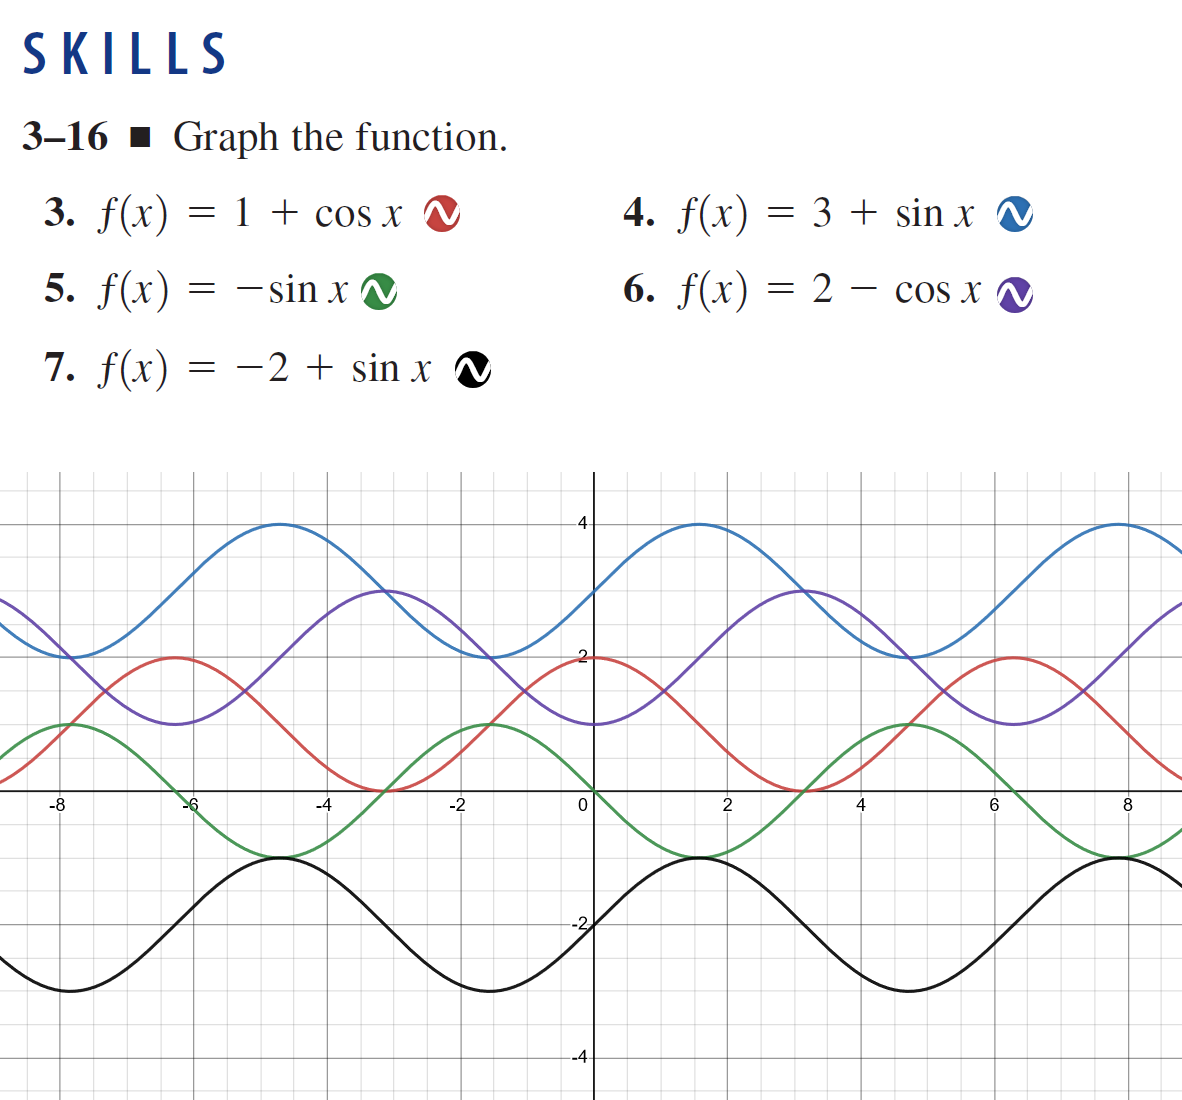 SKILLS
3–16 ■ Graph the function.
3. f(x) = 1 + cos x
4. f(x) = 3 + sin x
5. f(x) = −sin x
6. f(x) = 2 − cos x
7. f(x) = −2 + sin x
4
2
-8 -6 -4 -2 0 2 4 6 8
-2
-4